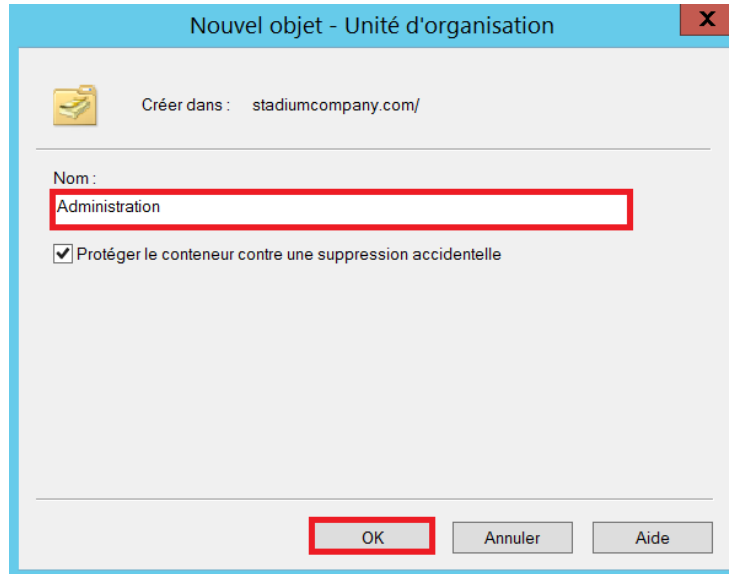 Nouvel objet - Unité d'organisation
X
Créer dans : stadiumcompany.com/
Nom :
Administration
Protéger le conteneur contre une suppression accidentelle
OK Annuler Aide